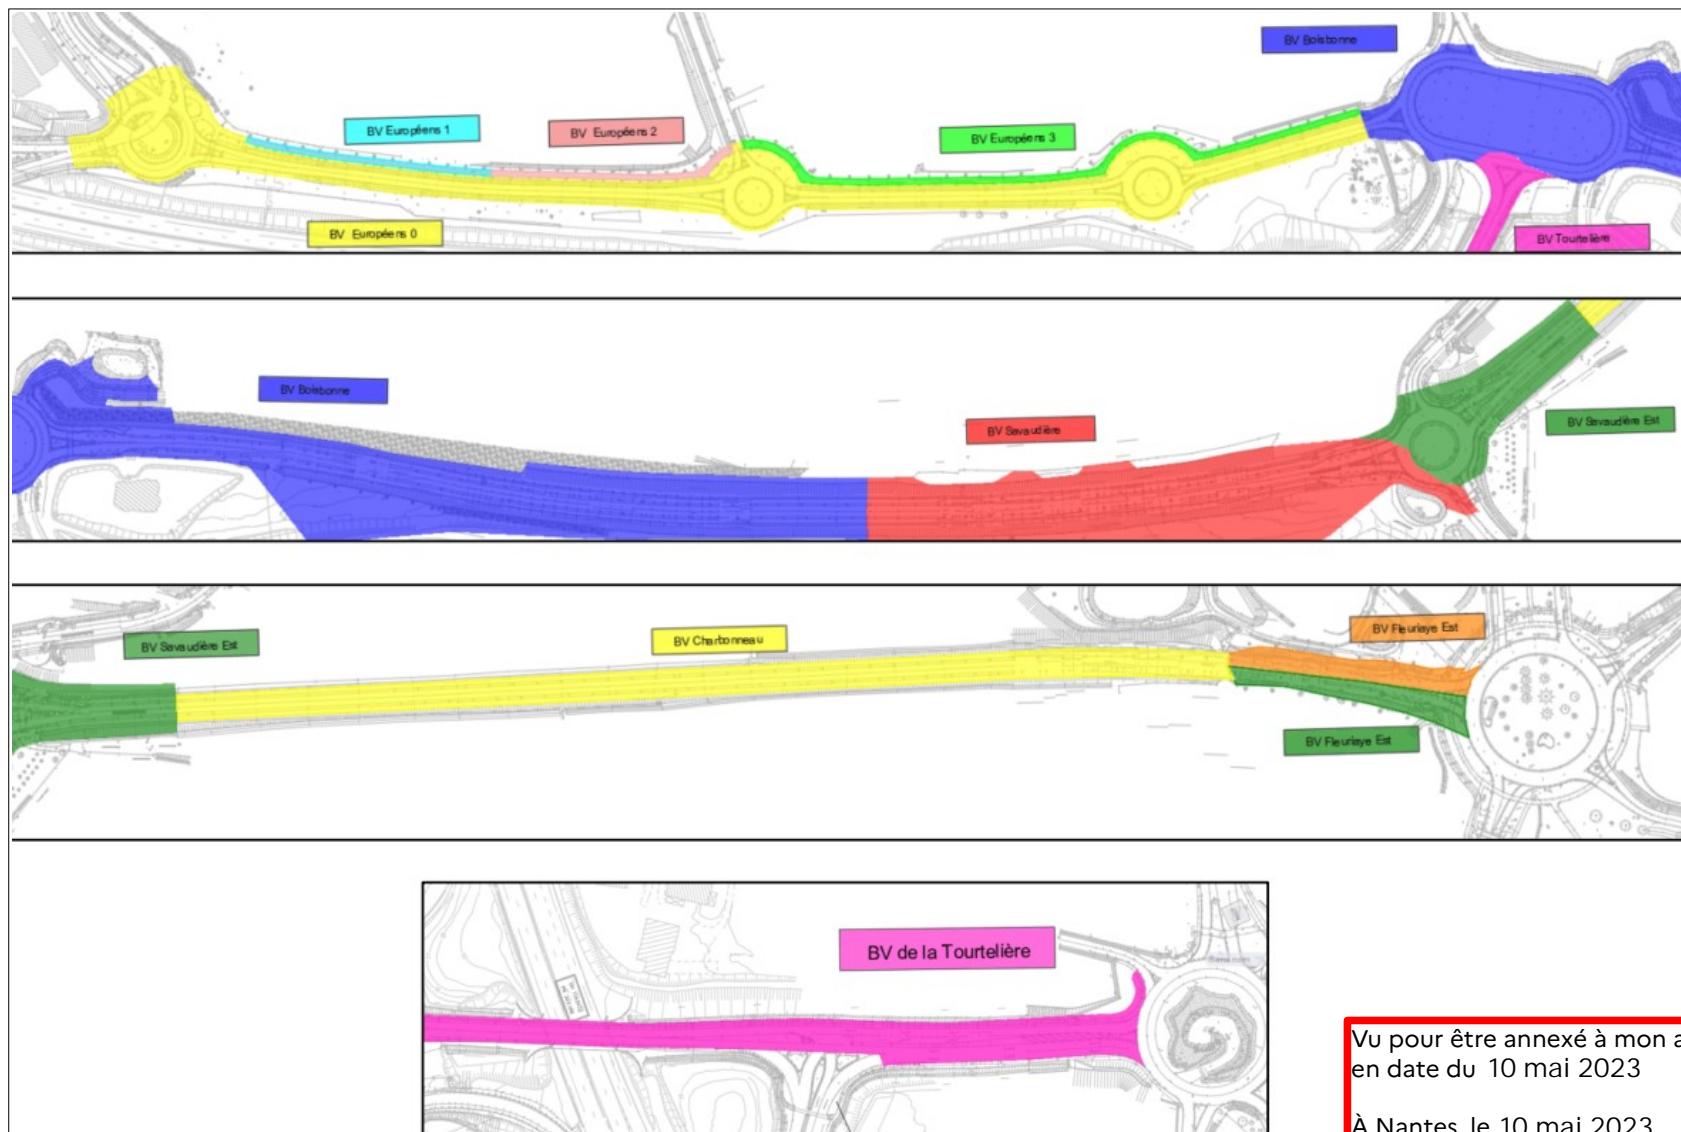 BV Boisbonne
BV Européens 1
BV Européens 2
BV Européens 3
BV Européens 0
BV Tourtelière
BV Boisbonne
BV Savaudière
BV Savaudière Est
BV Savaudière Est
BV Charbonneau
BV Fleuriaye Est
BV Fleuriaye Est
BV de la Tourtelière
Vu pour être annexé à mon a
en date du 10 mai 2023
À Nantes, le 10 mai 2023